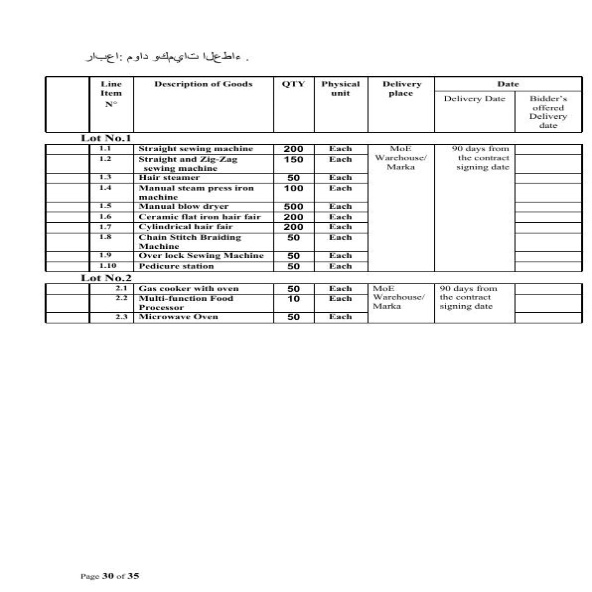 رابعا: مواد وكميات العطاء .
Line Item N° Description of Goods QTY Physical unit Delivery place Date
Delivery Date Bidder's offered Delivery date
Lot No.1
1.1 Straight sewing machine 200 Each MoE Warehouse/ Marka 90 days from the contract signing date
1.2 Straight and Zig-Zag sewing machine 150 Each
1.3 Hair steamer 50 Each
1.4 Manual steam press iron machine 100 Each
1.5 Manual blow dryer 500 Each
1.6 Ceramic flat iron hair fair 200 Each
1.7 Cylindrical hair fair 200 Each
1.8 Chain Stitch Braiding Machine 50 Each
1.9 Over lock Sewing Machine 50 Each
1.10 Pedicure station 50 Each
Lot No.2
2.1 Gas cooker with oven 50 Each MoE Warehouse/ Marka 90 days from the contract signing date
2.2 Multi-function Food Processor 10 Each
2.3 Microwave Oven 50 Each
Page 30 of 35